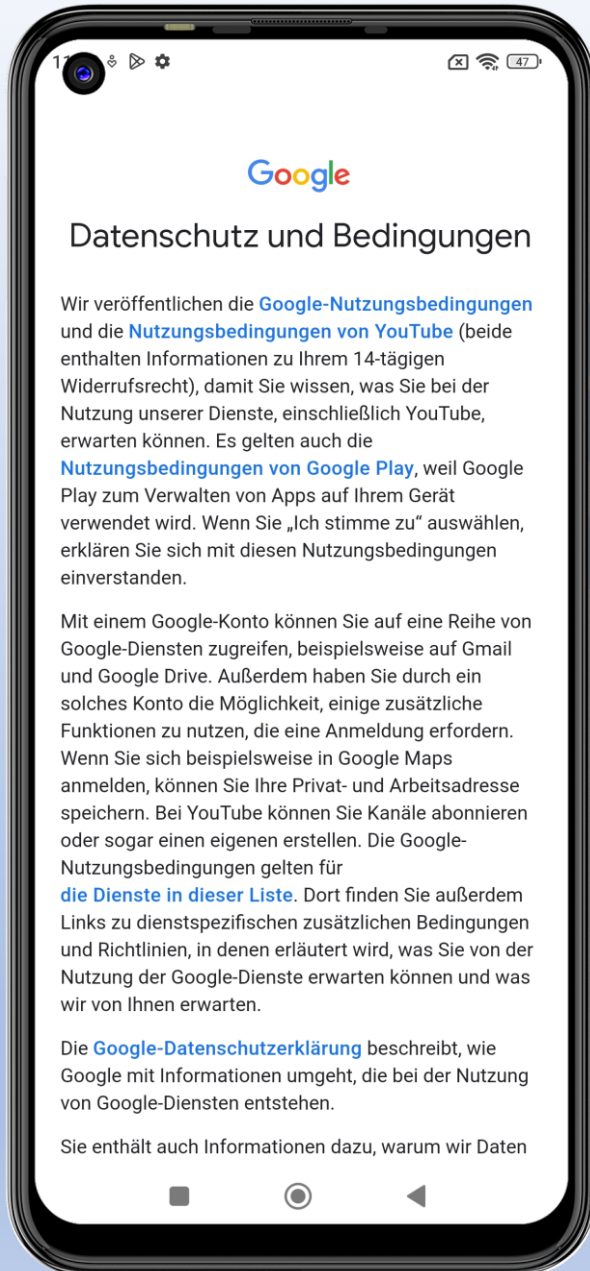 47
Google
Datenschutz und Bedingungen
Wir veröffentlichen die Google-Nutzungsbedingungen
und die Nutzungsbedingungen von YouTube (beide
enthalten Informationen zu Ihrem 14-tägigen
Widerrufsrecht), damit Sie wissen, was Sie bei der
Nutzung unserer Dienste, einschließlich YouTube,
erwarten können. Es gelten auch die
Nutzungsbedingungen von Google Play, weil Google
Play zum Verwalten von Apps auf Ihrem Gerät
verwendet wird. Wenn Sie „Ich stimme zu“ auswählen,
erklären Sie sich mit diesen Nutzungsbedingungen
einverstanden.
Mit einem Google-Konto können Sie auf eine Reihe von
Google-Diensten zugreifen, beispielsweise auf Gmail
und Google Drive. Außerdem haben Sie durch ein
solches Konto die Möglichkeit, einige zusätzliche
Funktionen zu nutzen, die eine Anmeldung erfordern.
Wenn Sie sich beispielsweise in Google Maps
anmelden, können Sie Ihre Privat- und Arbeitsadresse
speichern. Bei YouTube können Sie Kanäle abonnieren
oder sogar einen eigenen erstellen. Die Google-
Nutzungsbedingungen gelten für
die Dienste in dieser Liste. Dort finden Sie außerdem
Links zu dienstspezifischen zusätzlichen Bedingungen
und Richtlinien, in denen erläutert wird, was Sie von der
Nutzung der Google-Dienste erwarten können und was
wir von Ihnen erwarten.
Die Google-Datenschutzerklärung beschreibt, wie
Google mit Informationen umgeht, die bei der Nutzung
von Google-Diensten entstehen.
Sie enthält auch Informationen dazu, warum wir Daten